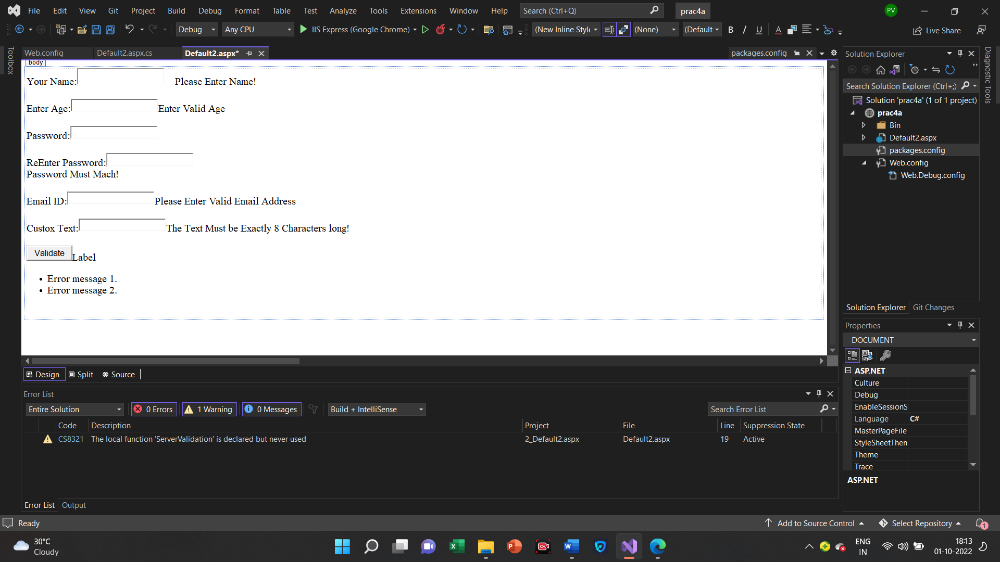 File Edit View Git Project Build Debug Format Table Test Analyze Tools Extensions Window Help Search (Ctrl+Q) prac4a PV
Debug Any CPU IIS Express (Google Chrome) (New Inline Style (None) (Default B I U A Live Share
Toolbox
Web.config Default2.aspx.cs Default2.aspx* packages.config
body
Your Name: Please Enter Name!
Enter Age: Enter Valid Age
Password:
ReEnter Password:
Password Must Mach!
Email ID: Please Enter Valid Email Address
Custox Text: The Text Must be Exactly 8 Characters long!
Validate Label
Error message 1.
Error message 2.
Design Split Source
Error List
Entire Solution 0 Errors 1 Warning 0 Messages Build + IntelliSense Search Error List
Code Description Project File Line Suppression State
CS8321 The local function 'ServerValidation' is declared but never used 2_Default2.aspx Default2.aspx 19 Active
Error List Output
Solution Explorer
Search Solution Explorer (Ctrl+;)
Solution 'prac4a' (1 of 1 project)
prac4a
Bin
Default2.aspx
packages.config
Web.config
Web.Debug.config
Solution Explorer Git Changes
Properties
DOCUMENT
ASP.NET
Culture
Debug
EnableSessionS
Language C#
MasterPageFile
StyleSheetThem
Theme
Trace
ASP.NET
Diagnostic Tools
Ready Add to Source Control Select Repository 1
30°C
Cloudy
ENG
IN
18:13
01-10-2022